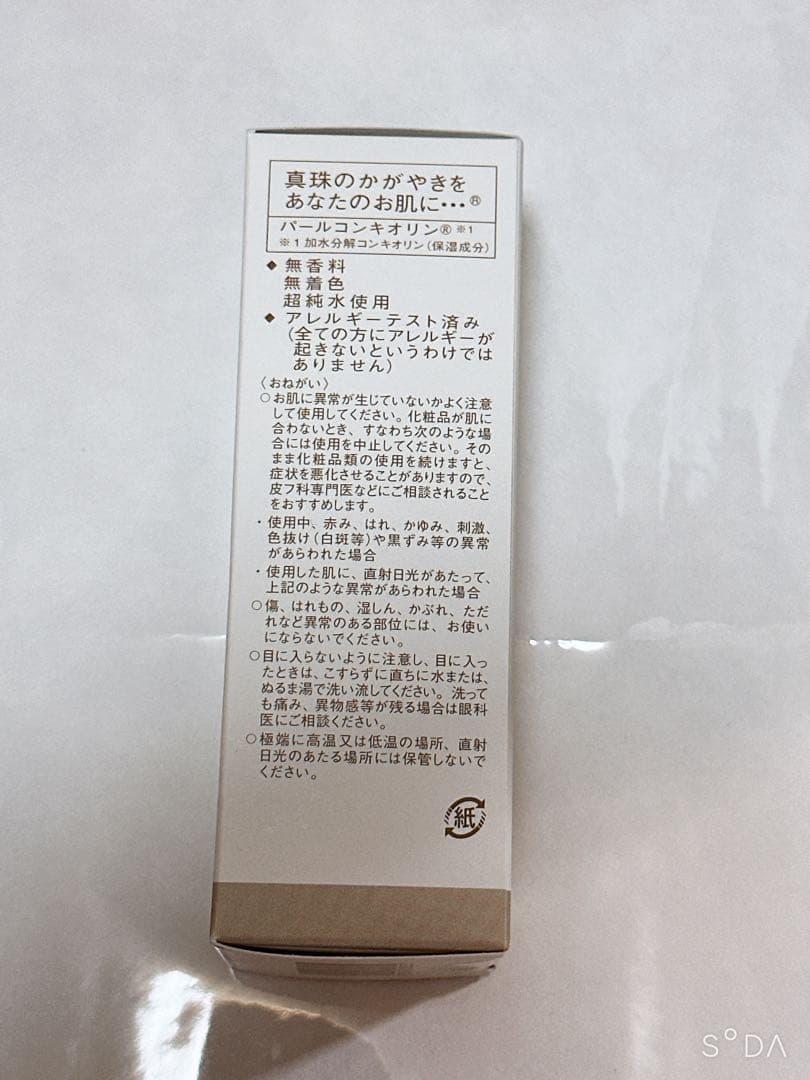 真珠のかがやきを
あなたのお肌に…®
パールコンキオリン® ※1
※1 加水分解コンキオリン(保湿成分)
◆ 無香料
無着色
超純水使用
◆ アレルギーテスト済み
(全ての方にアレルギーが
起きないというわけでは
ありません)
〈おねがい〉
○お肌に異常が生じていないかよく注意
して使用してください。化粧品が肌に
合わないとき、すなわち次のような場
合には使用を中止してください。その
まま化粧品類の使用を続けますと、
症状を悪化させることがありますので、
皮フ科専門医などにご相談されること
をおすすめします。
・使用中、赤み、はれ、かゆみ、刺激、
色抜け(白斑等)や黒ずみ等の異常
があらわれた場合
・使用した肌に、直射日光があたって、
上記のような異常があらわれた場合
○傷、はれもの、湿しん、かぶれ、ただ
れなど異常のある部位には、お使い
にならないでください。
○目に入らないように注意し、目に入っ
たときは、こすらずに直ちに水または、
ぬるま湯で洗い流してください。洗って
も痛み、異物感等が残る場合は眼科
医にご相談ください。
○極端に高温又は低温の場所、直射
日光のあたる場所には保管しないで
ください。
紙
SODA